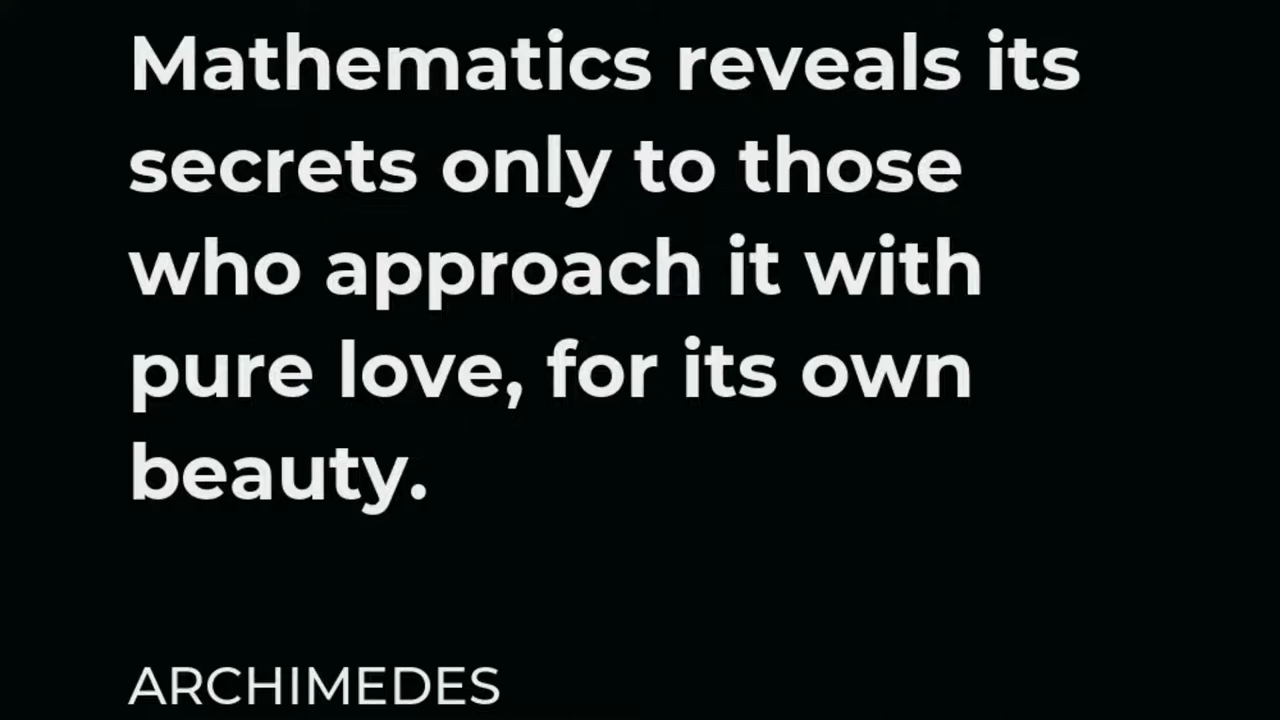 Mathematics reveals its
secrets only to those
who approach it with
pure love, for its own
beauty.
ARCHIMEDES